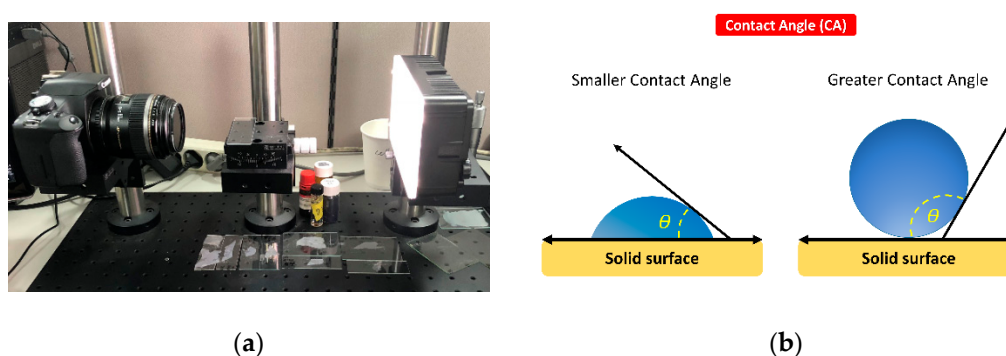 Contact Angle (CA)
Smaller Contact Angle
Greater Contact Angle
θ
θ
Solid surface
Solid surface
(a)
(b)